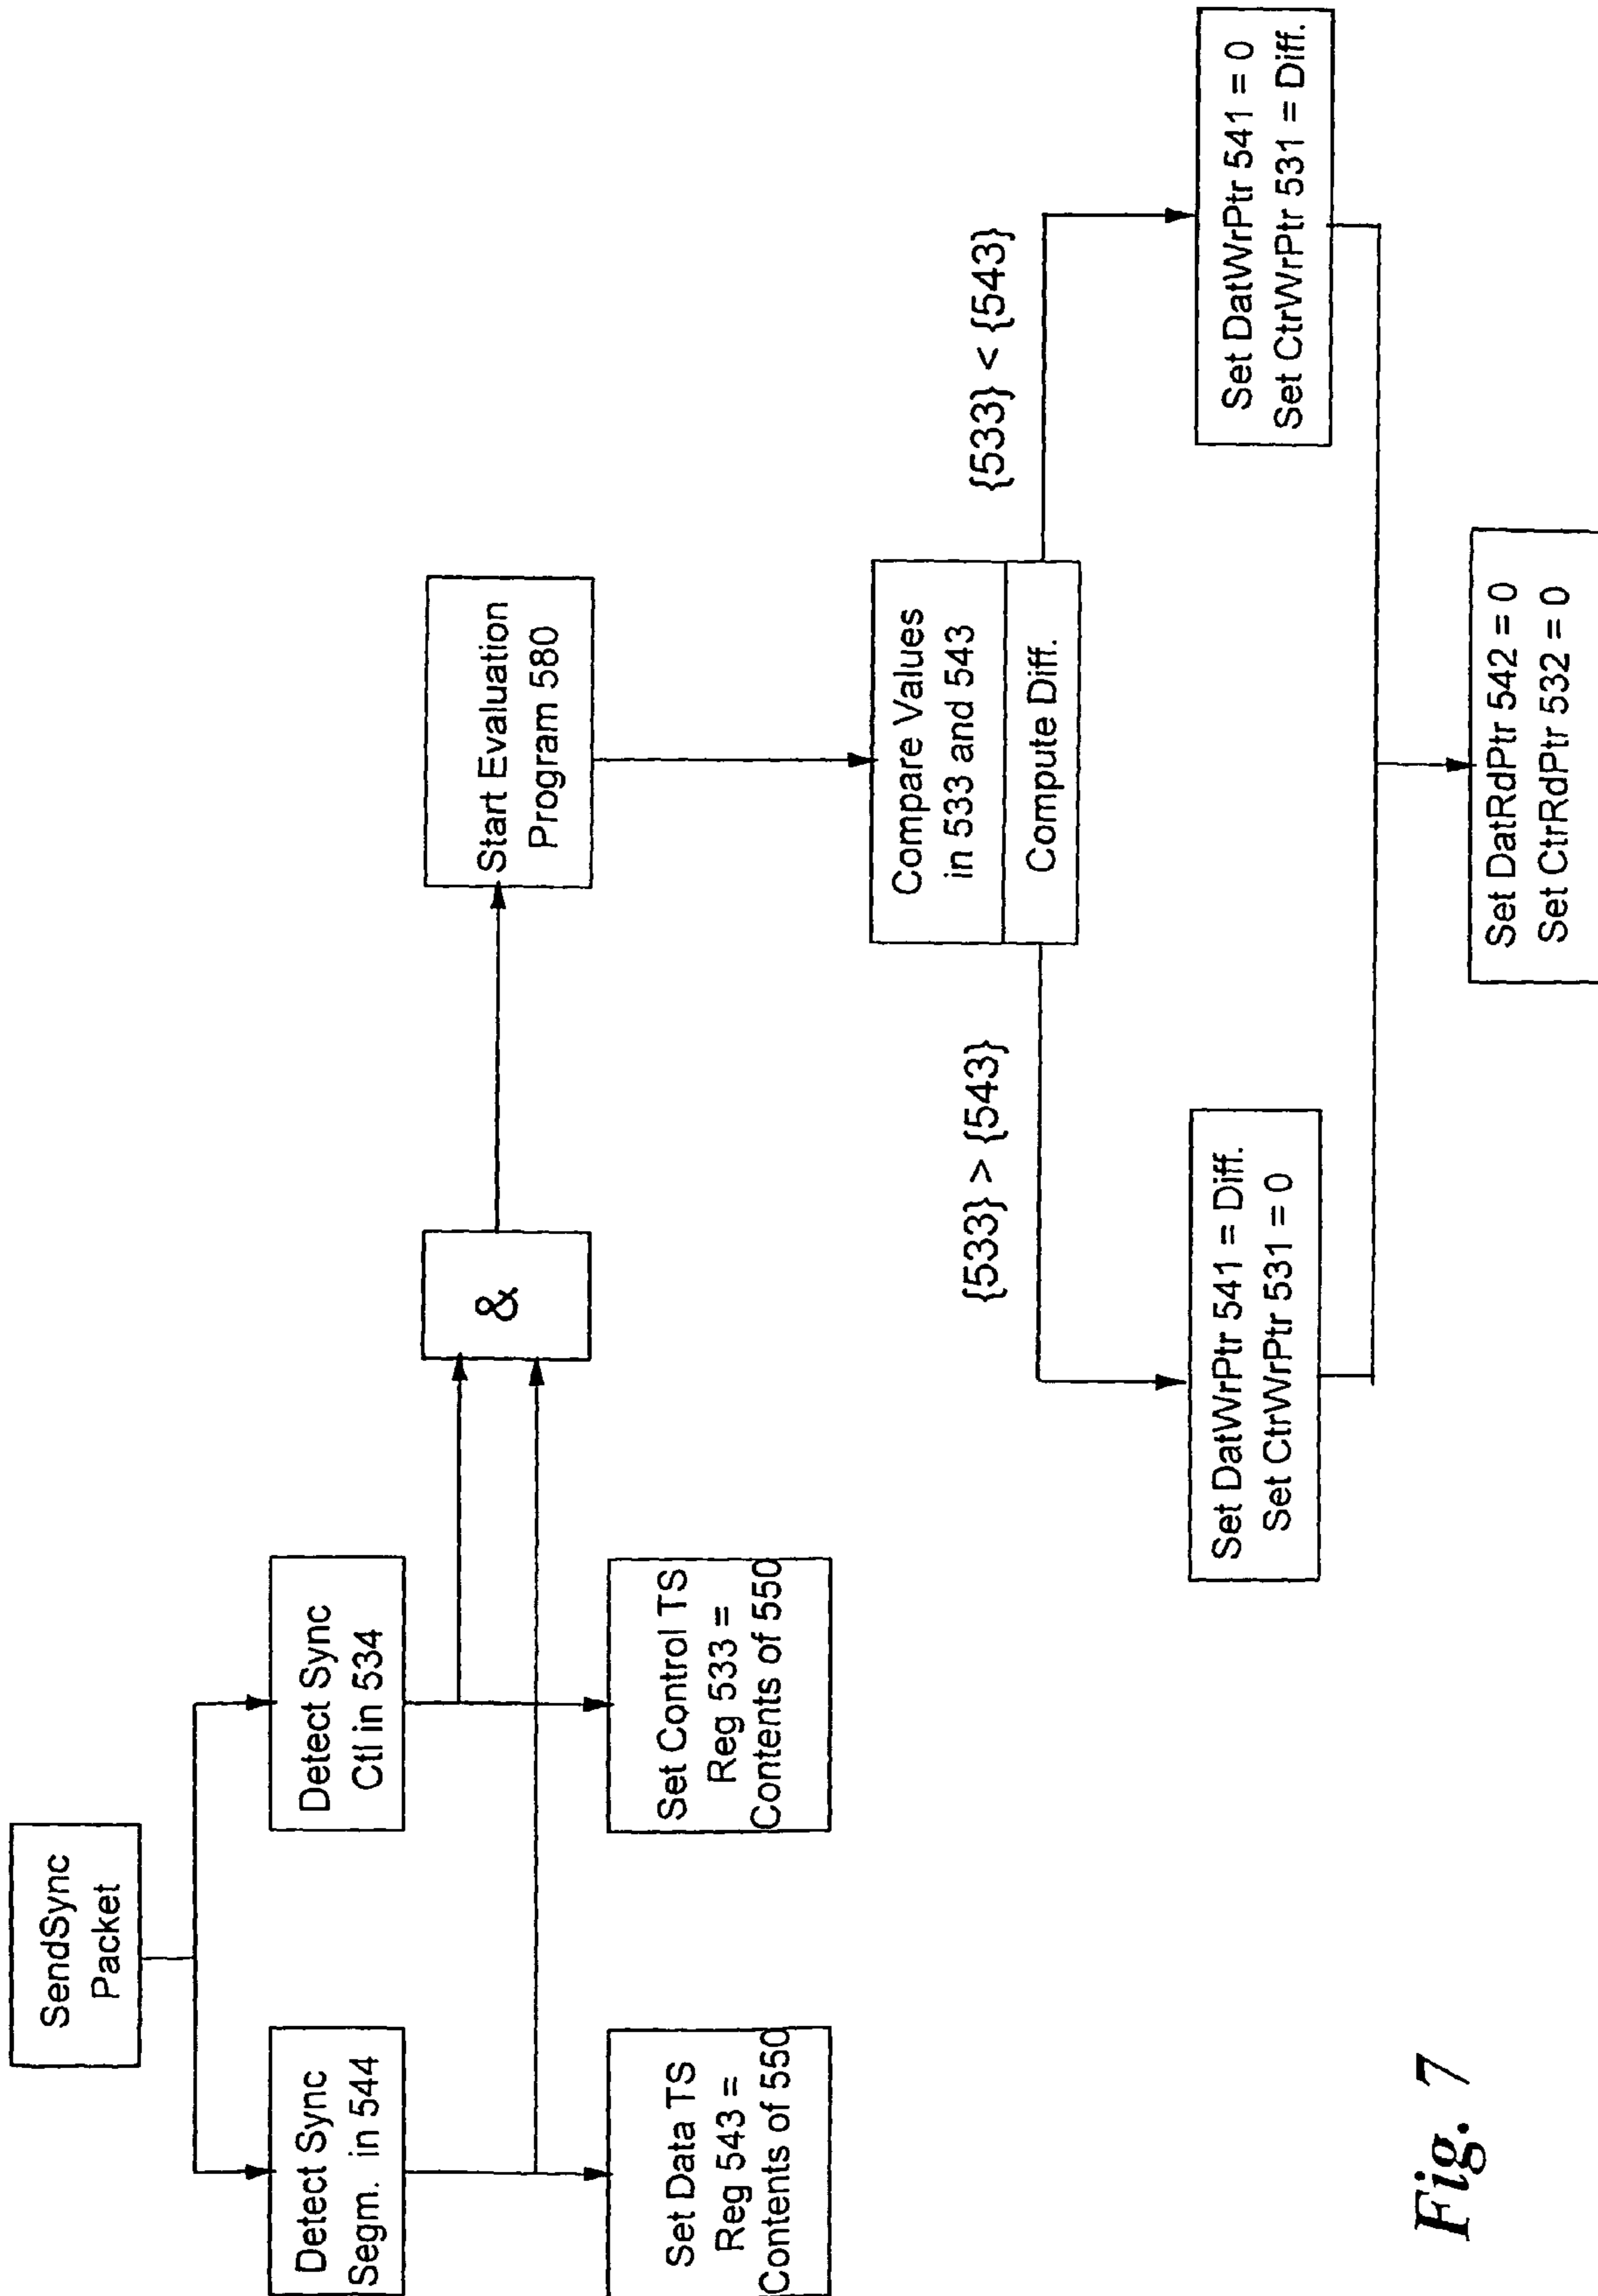 SendSync
Packet
Detect Sync
Segm. in 544
Detect Sync
Ctl in 534
Set Data TS
Reg 543 =
Contents of 550
Set Control TS
Reg 533 =
Contents of 550
&
Start Evaluation
Program 580
Compare Values
in 533 and 543
Compute Diff.
{533} > {543}
{533} < {543}
Set DatWrPtr 541 = Diff.
Set CtrWrPtr 531 = 0
Set DatWrPtr 541 = 0
Set CtrWrPtr 531 = Diff.
Set DatRdPtr 542 = 0
Set CtrRdPtr 532 = 0
Fig. 7